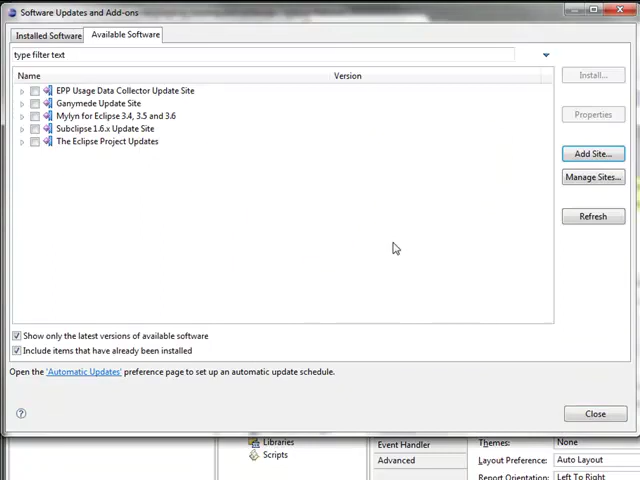 Software Updates and Add-ons
Installed Software
Available Software
type filter text
Name
Version
Install...
EPP Usage Data Collector Update Site
Ganymede Update Site
Mylyn for Eclipse 3.4, 3.5 and 3.6
Subclipse 1.6.x Update Site
The Eclipse Project Updates
Properties
Add Site...
Manage Sites...
Refresh
Show only the latest versions of available software
Include items that have already been installed
Open the 'Automatic Updates' preference page to set up an automatic update schedule.
?
Close
Libraries
Scripts
Event Handler
Advanced
Themes:
None
Layout Preference:
Auto Layout
Report Orientation:
Left To Right